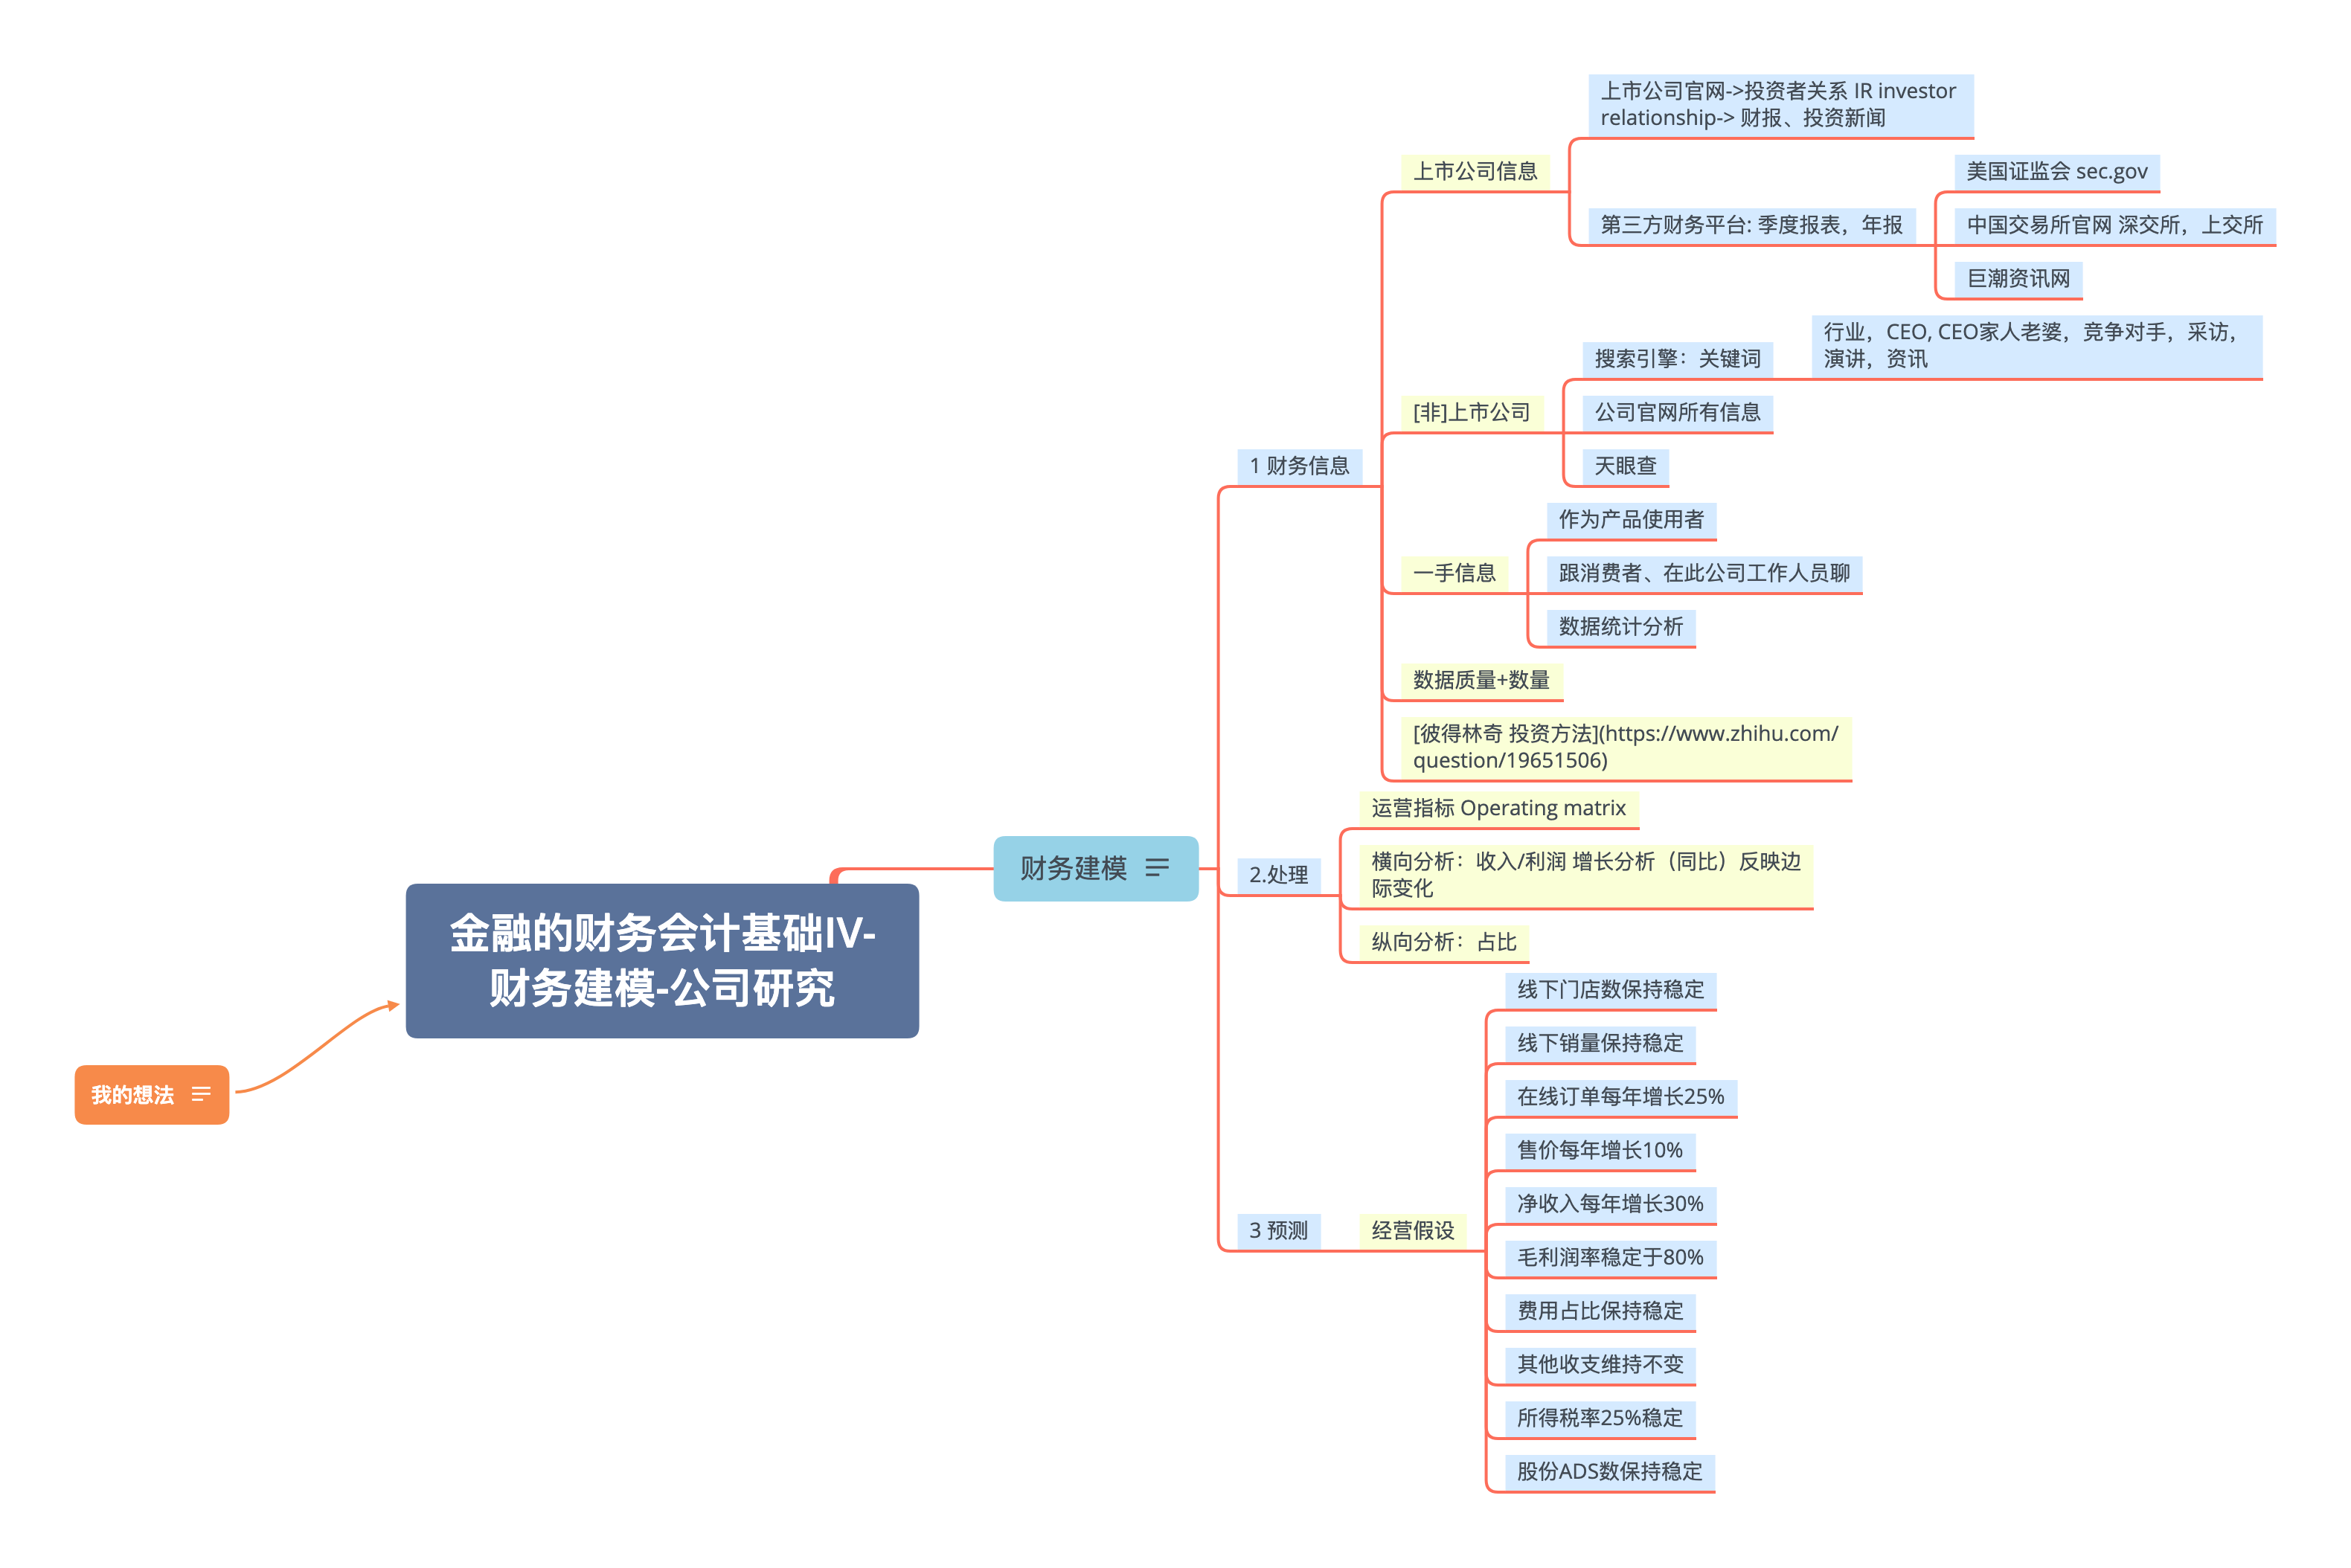 金融的财务会计基础IV-
财务建模-公司研究
我的想法
财务建模
1 财务信息
上市公司信息
上市公司官网->投资者关系 IR investor
relationship-> 财报、投资新闻
第三方财务平台: 季度报表，年报
美国证监会 sec.gov
中国交易所官网 深交所，上交所
巨潮资讯网
[非]上市公司
搜索引擎：关键词
行业，CEO, CEO家人老婆，竞争对手，采访，
演讲，资讯
公司官网所有信息
天眼查
一手信息
作为产品使用者
跟消费者、在此公司工作人员聊
数据统计分析
数据质量+数量
[彼得林奇 投资方法](https://www.zhihu.com/
question/19651506)
2.处理
运营指标 Operating matrix
横向分析：收入/利润 增长分析（同比）反映边
际变化
纵向分析：占比
3 预测
经营假设
线下门店数保持稳定
线下销量保持稳定
在线订单每年增长25%
售价每年增长10%
净收入每年增长30%
毛利润率稳定于80%
费用占比保持稳定
其他收支维持不变
所得税率25%稳定
股份ADS数保持稳定